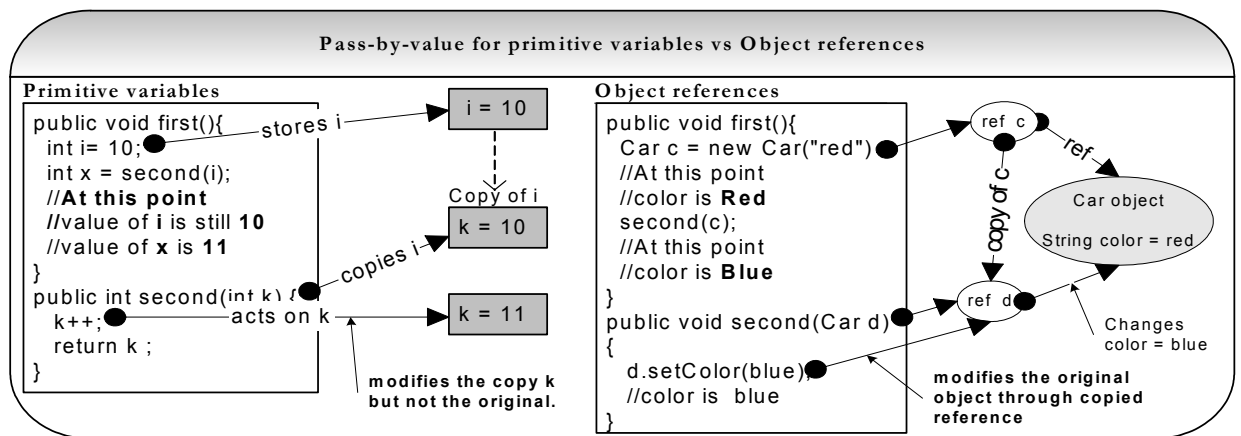 Pass-by-value for primitive variables vs Object references
Primitive variables
public void first(){
int i= 10;
int x = second(i);
//At this point
//value of i is still 10
//value of x is 11
}
public int second(int k) {
k++;
return k ;
}
stores i
i = 10
Copy of i
k = 10
copies i
acts on k
k = 11
modifies the copy k
but not the original.
Object references
public void first(){
Car c = new Car("red")
//At this point
//color is Red
second(c);
//At this point
//color is Blue
}
public void second(Car d)
{
d.setColor(blue);
//color is blue
}
ref c
ref
copy of c
Car object
String color = red
ref d
Changes
color = blue
modifies the original
object through copied
reference